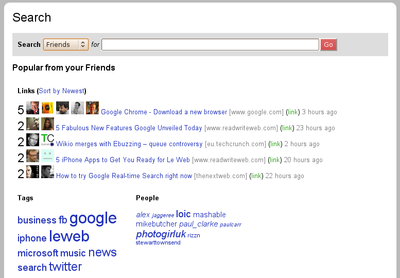 Search
Search Friends for Go
Popular from your Friends
Links (Sort by Newest)
5 Google Chrome - Download a new browser [www.google.com] (link) 3 hours ago
2 5 Fabulous New Features Google Unveiled Today [www.readwriteweb.com] (link) 23 hours ago
2 TC Wikio merges with Ebuzzing – queue controversy [eu.techcrunch.com] (link) 2 hours ago
2 5 iPhone Apps to Get You Ready for Le Web [www.readwriteweb.com] (link) 20 hours ago
2 How to try Google Real-time Search right now [thenextweb.com] (link) 22 hours ago
Tags
business fb google
iphone leweb
microsoft music news
search twitter
People
alex jaggeree loic mashable
mikebutcher paul_clarke paulcarr
photogirluk rizzn
stewarttownsend